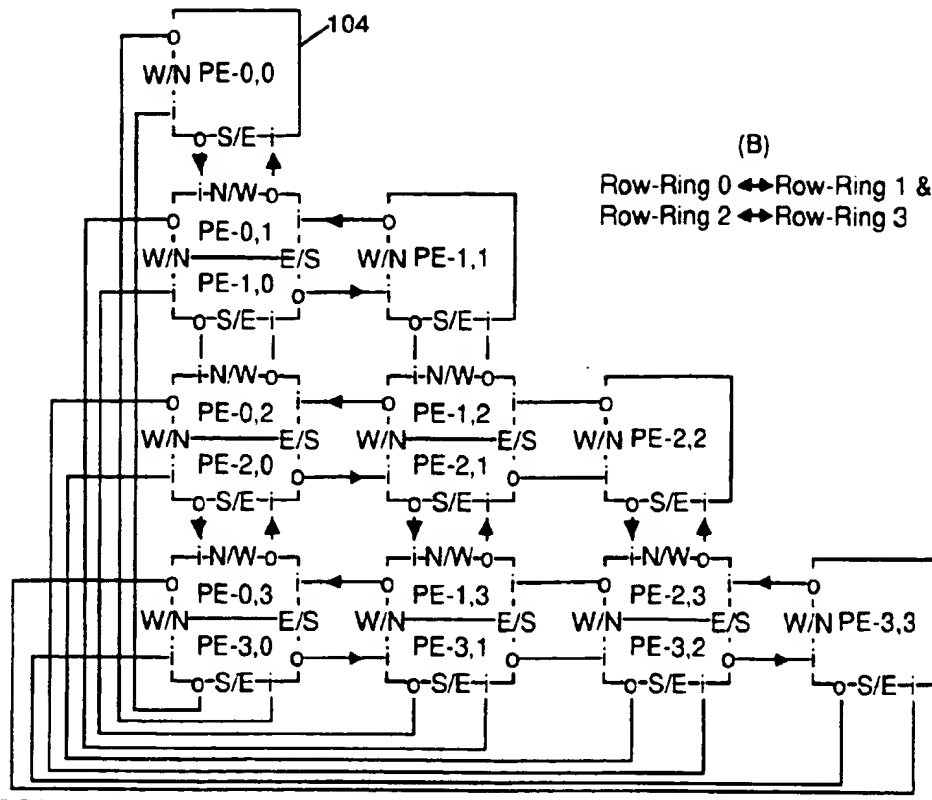 104
o
W/N PE-0,0
i
o S/E i
(B)
Row-Ring 0 ↔ Row-Ring 1 &
Row-Ring 2 ↔ Row-Ring 3
i N/W o
o PE-0,1 i o
W/N E/S W/N PE-1,1
i PE-1,0 o i
o S/E i o S/E i
i N/W o i N/W o
o PE-0,2 i o PE-1,2 i o
W/N E/S W/N E/S W/N PE-2,2
i PE-2,0 o i PE-2,1 o i
o S/E i o S/E i o S/E i
i N/W o i N/W o i N/W o
o PE-0,3 i o PE-1,3 i o PE-2,3 i o
W/N E/S W/N E/S W/N E/S W/N PE-3,3
i PE-3,0 o i PE-3,1 o i PE-3,2 o i
o S/E i o S/E i o S/E i o S/E i